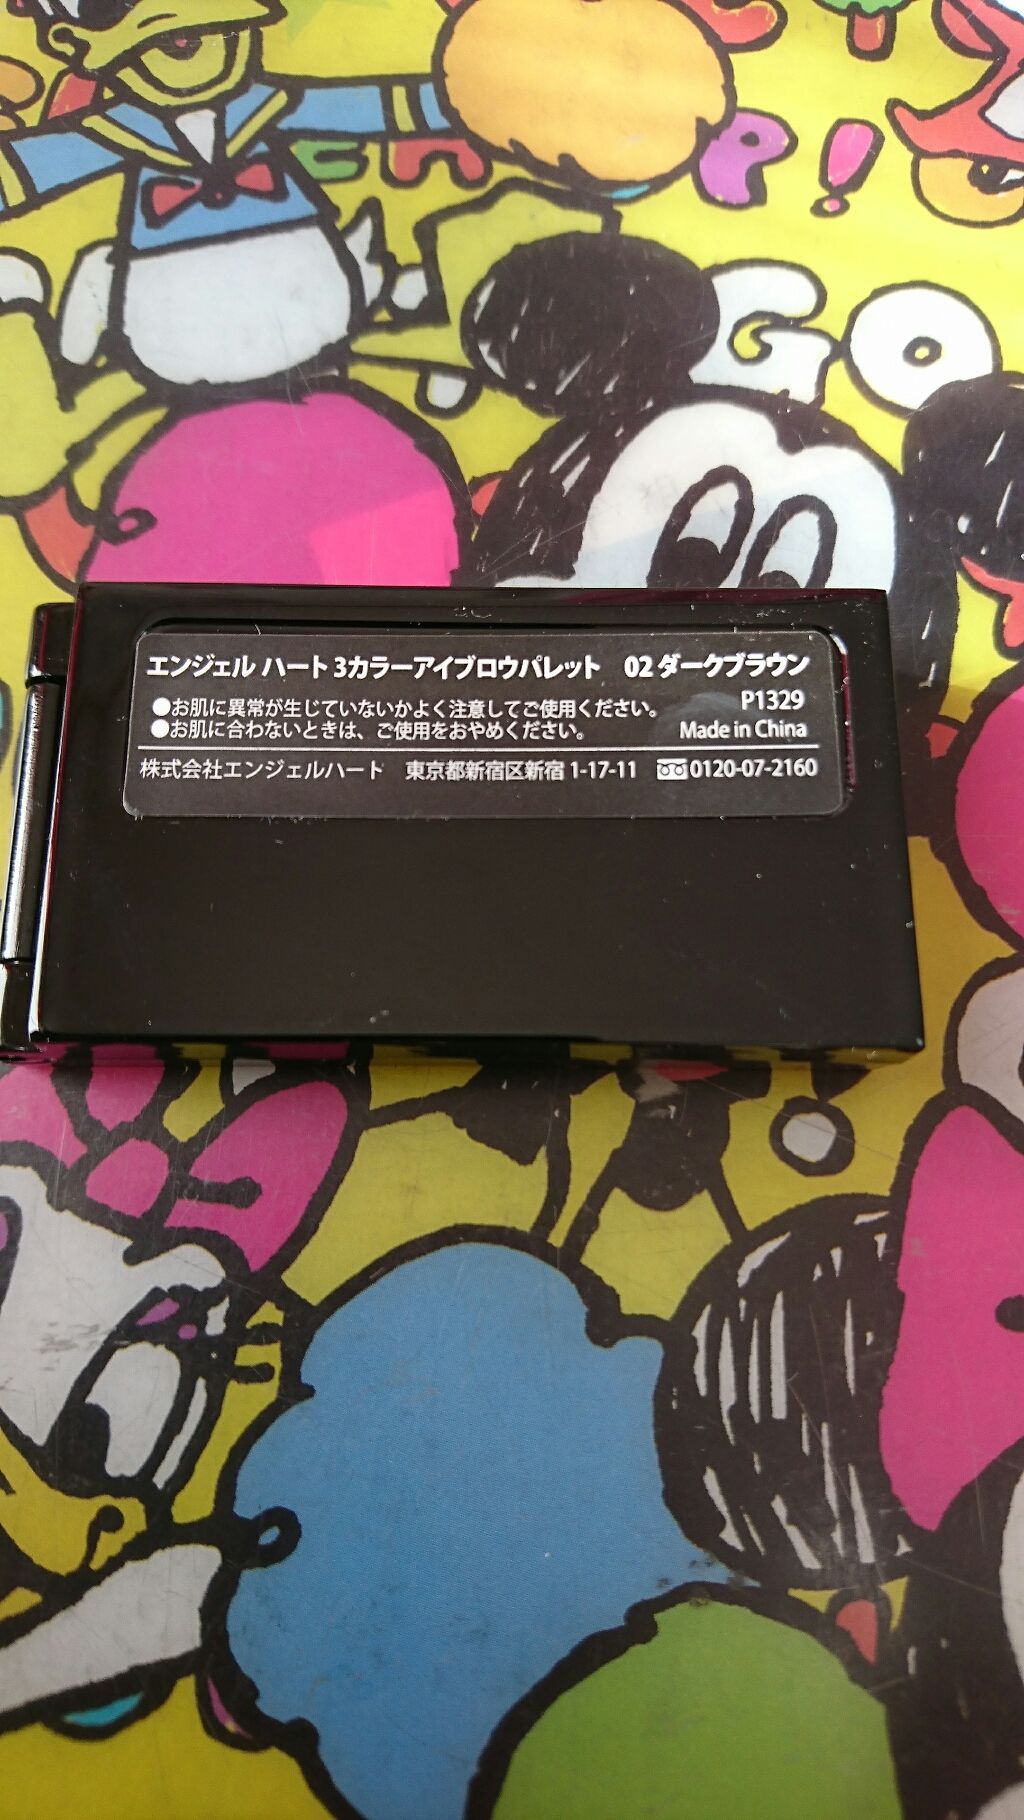 P!
GO
エンジェル ハート 3カラーアイブロウパレット 02 ダークブラウン
P1329
●お肌に異常が生じていないかよく注意してご使用ください。
●お肌に合わないときは、ご使用をおやめください。 Made in China
株式会社エンジェルハート 東京都新宿区新宿 1-17-11 0120-07-2160